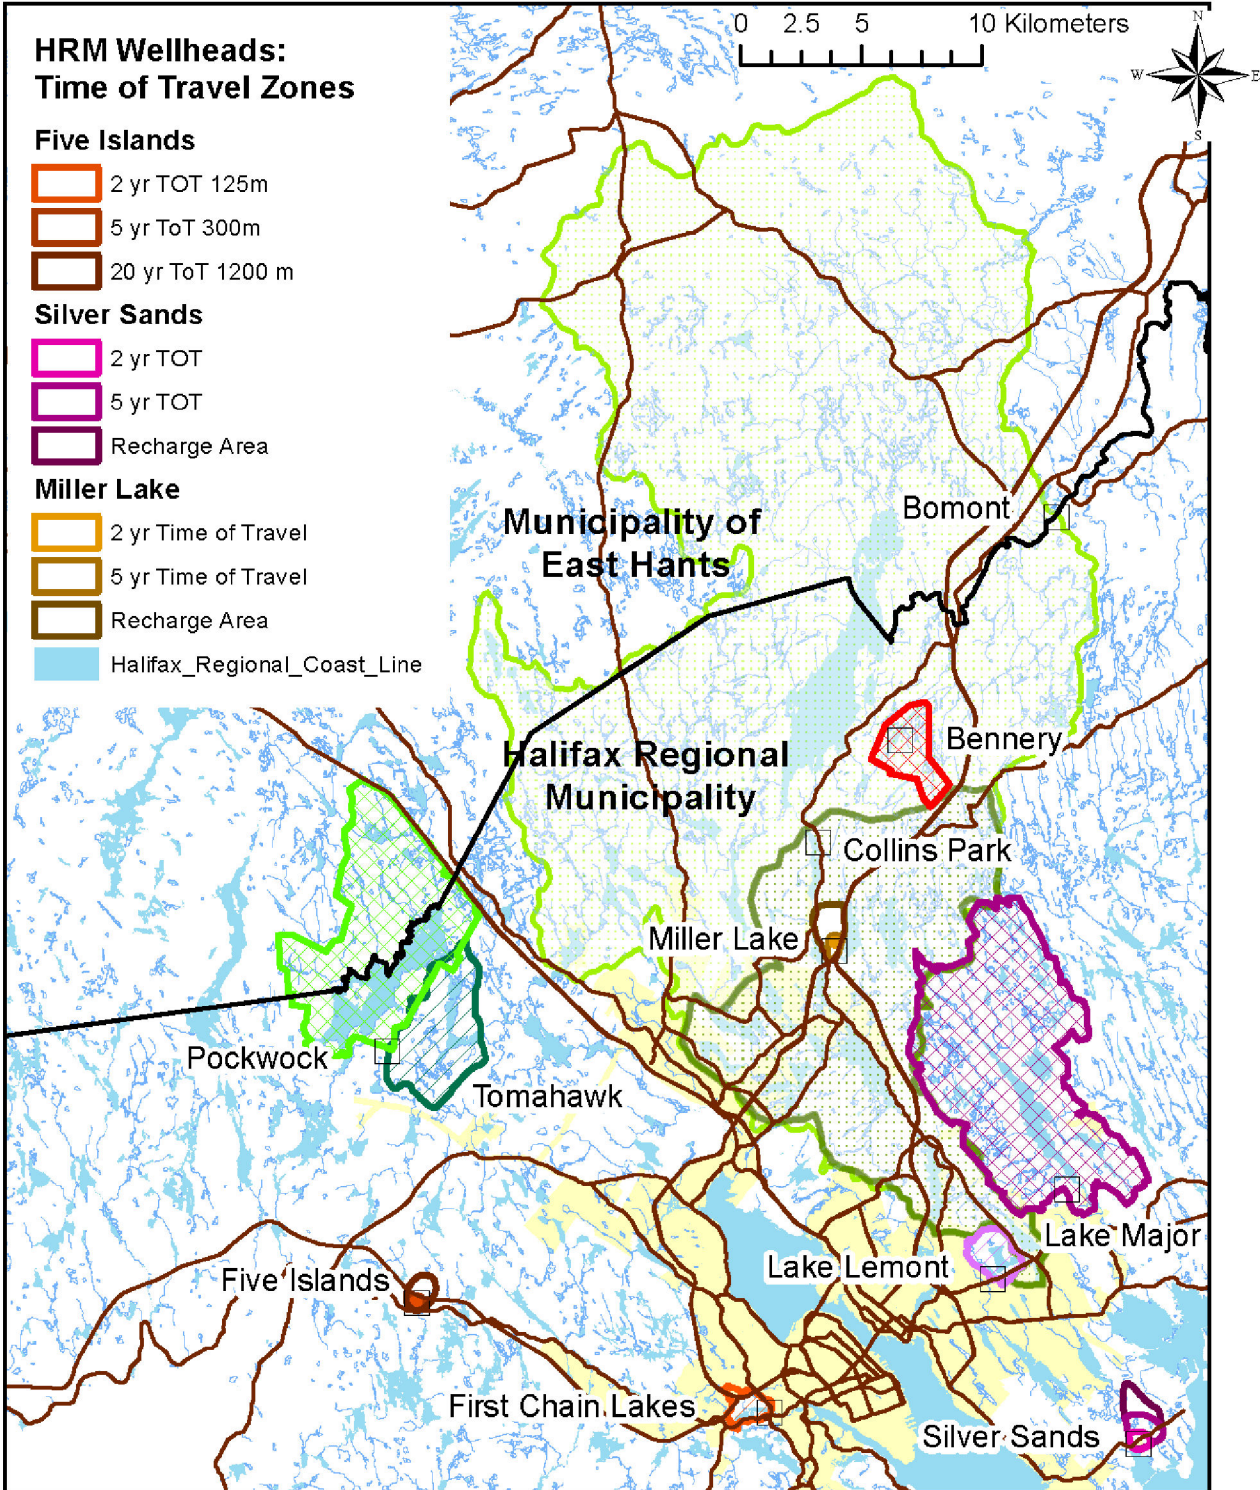 HRM Wellheads:
Time of Travel Zones
Five Islands
2 yr TOT 125m
5 yr ToT 300m
20 yr ToT 1200 m
Silver Sands
2 yr TOT
5 yr TOT
Recharge Area
Miller Lake
2 yr Time of Travel
5 yr Time of Travel
Recharge Area
Halifax_Regional_Coast_Line
0 2.5 5 10 Kilometers
N
W E
S
Bomont
Municipality of
East Hants
Bennery
Halifax Regional
Municipality
Collins Park
Miller Lake
Pockwock
Tomahawk
Lake Major
Lake Lemont
Five Islands
First Chain Lakes
Silver Sands